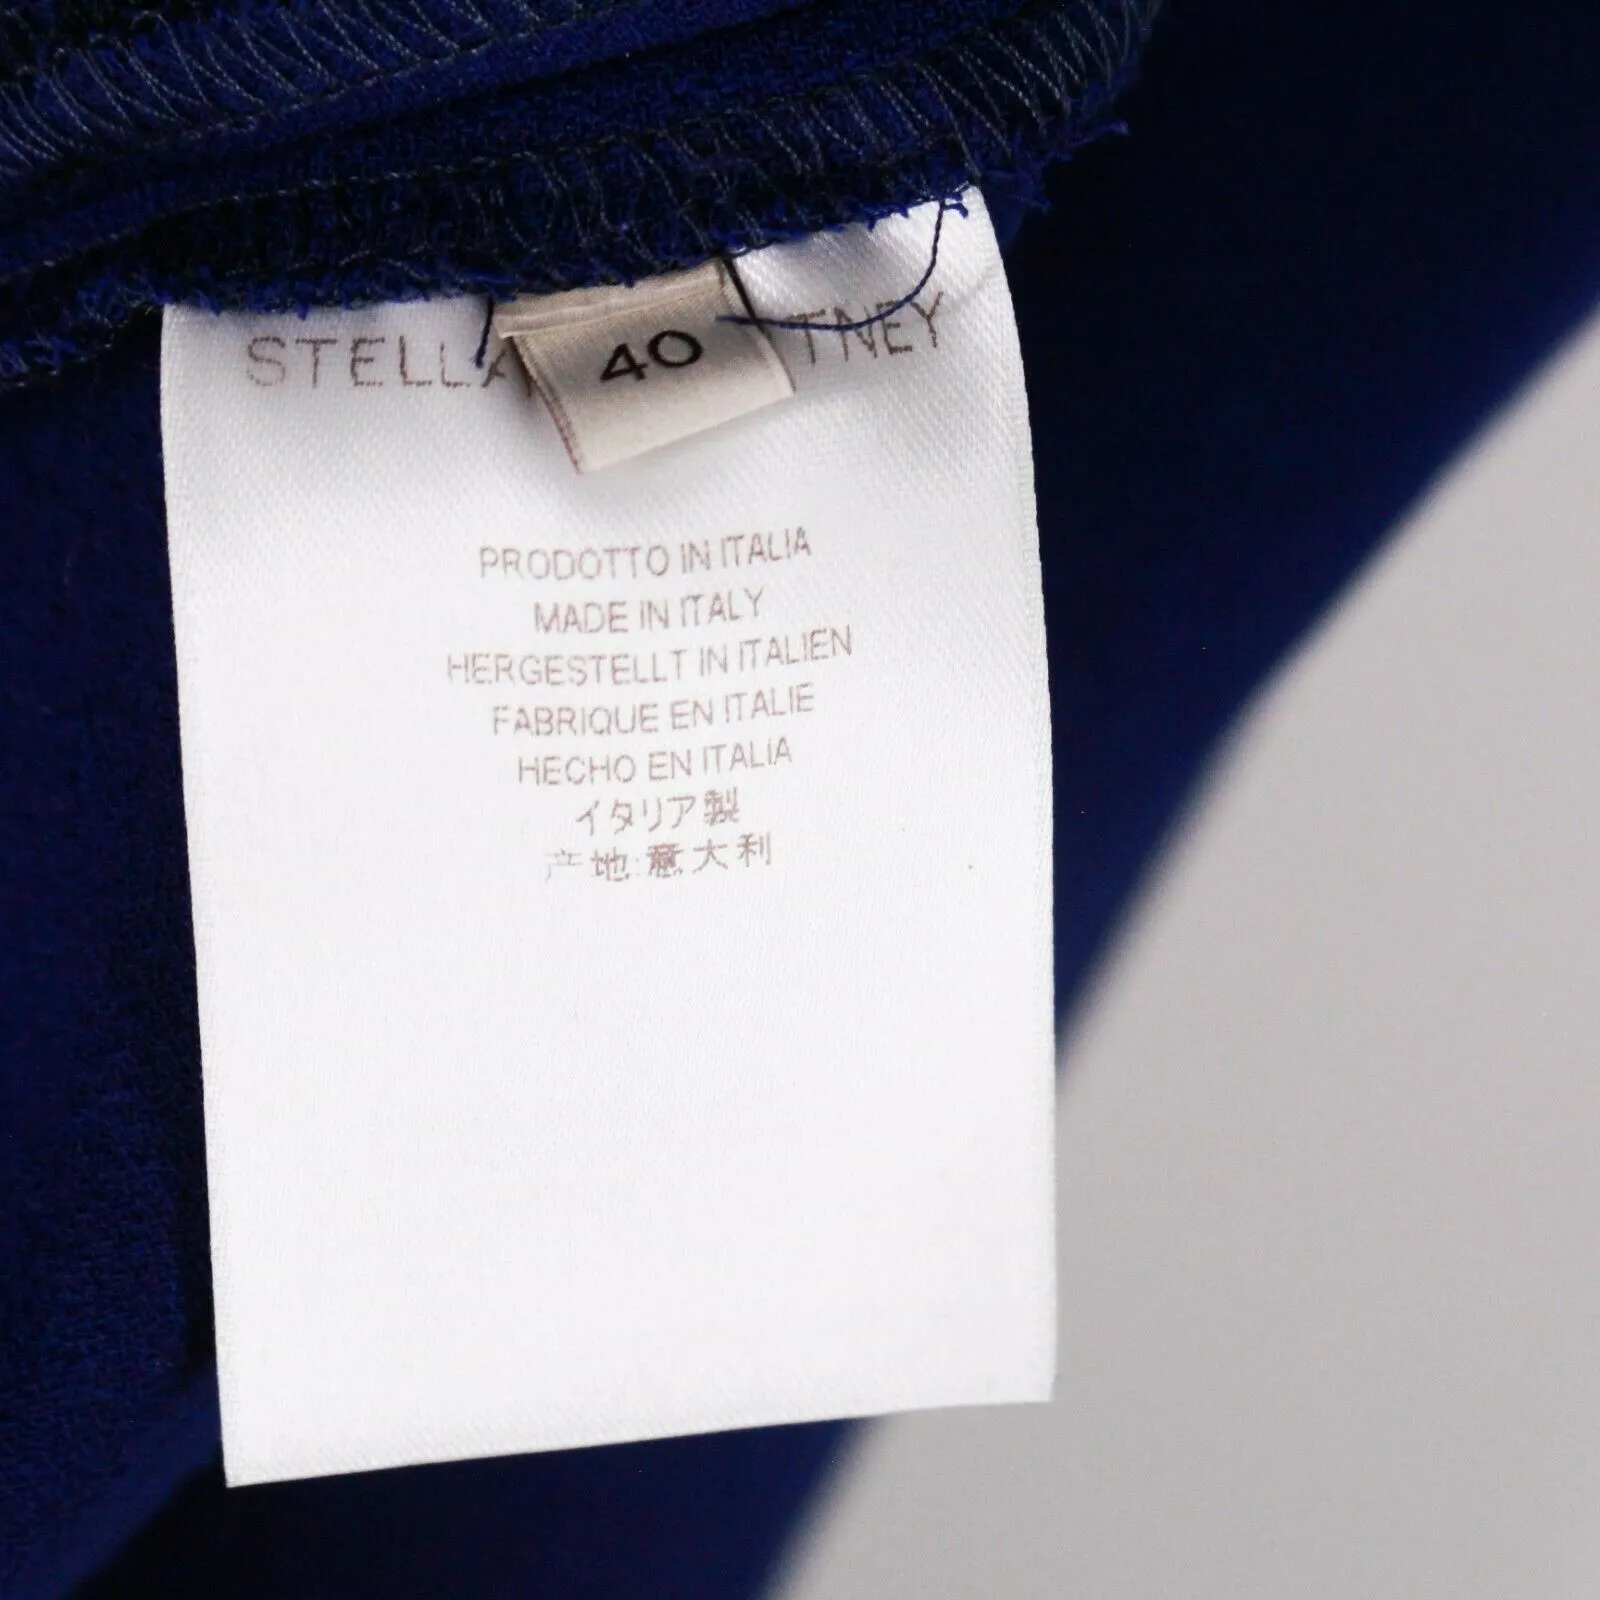 STELLA TNEY
40
PRODOTTO IN ITALIA
MADE IN ITALY
HERGESTELLT IN ITALIEN
FABRIQUE EN ITALIE
HECHO EN ITALIA
イタリア製
产地:意大利